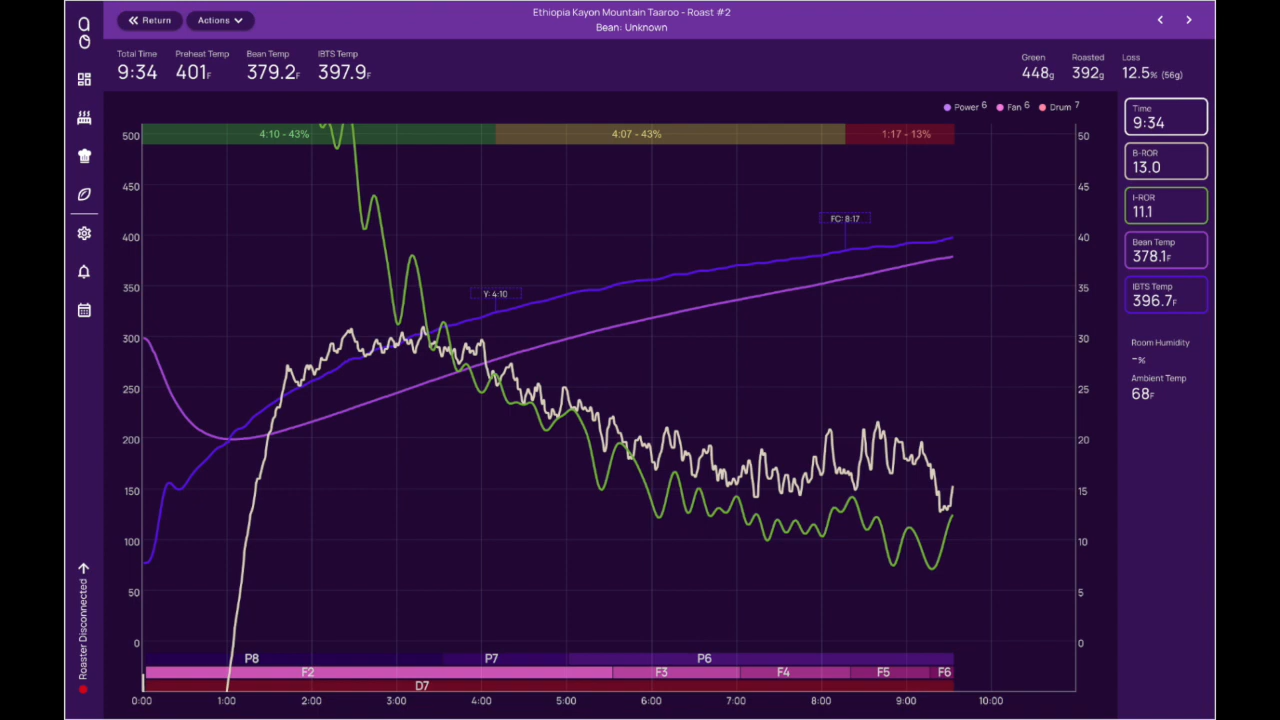 Return
Actions
Ethiopia Kayon Mountain Taaroo - Roast #2
Bean: Unknown
Total Time
9:34
Preheat Temp
401F
Bean Temp
379.2F
IBTS Temp
397.9F
Green
448g
Roasted
392g
Loss
12.5% (56g)
Power 6
Fan 6
Drum 7
4:10 - 43%
4:07 - 43%
1:17 - 13%
500
450
400
350
300
250
200
150
100
50
0
50
45
40
35
30
25
20
15
10
5
0
Y: 4:10
FC: 8:17
P8
P7
P6
F2
F3
F4
F5
F6
D7
0:00
1:00
2:00
3:00
4:00
5:00
6:00
7:00
8:00
9:00
10:00
Time
9:34
B-ROR
13.0
I-ROR
11.1
Bean Temp
378.1F
IBTS Temp
396.7F
Room Humidity
-%
Ambient Temp
68F
Roaster Disconnected